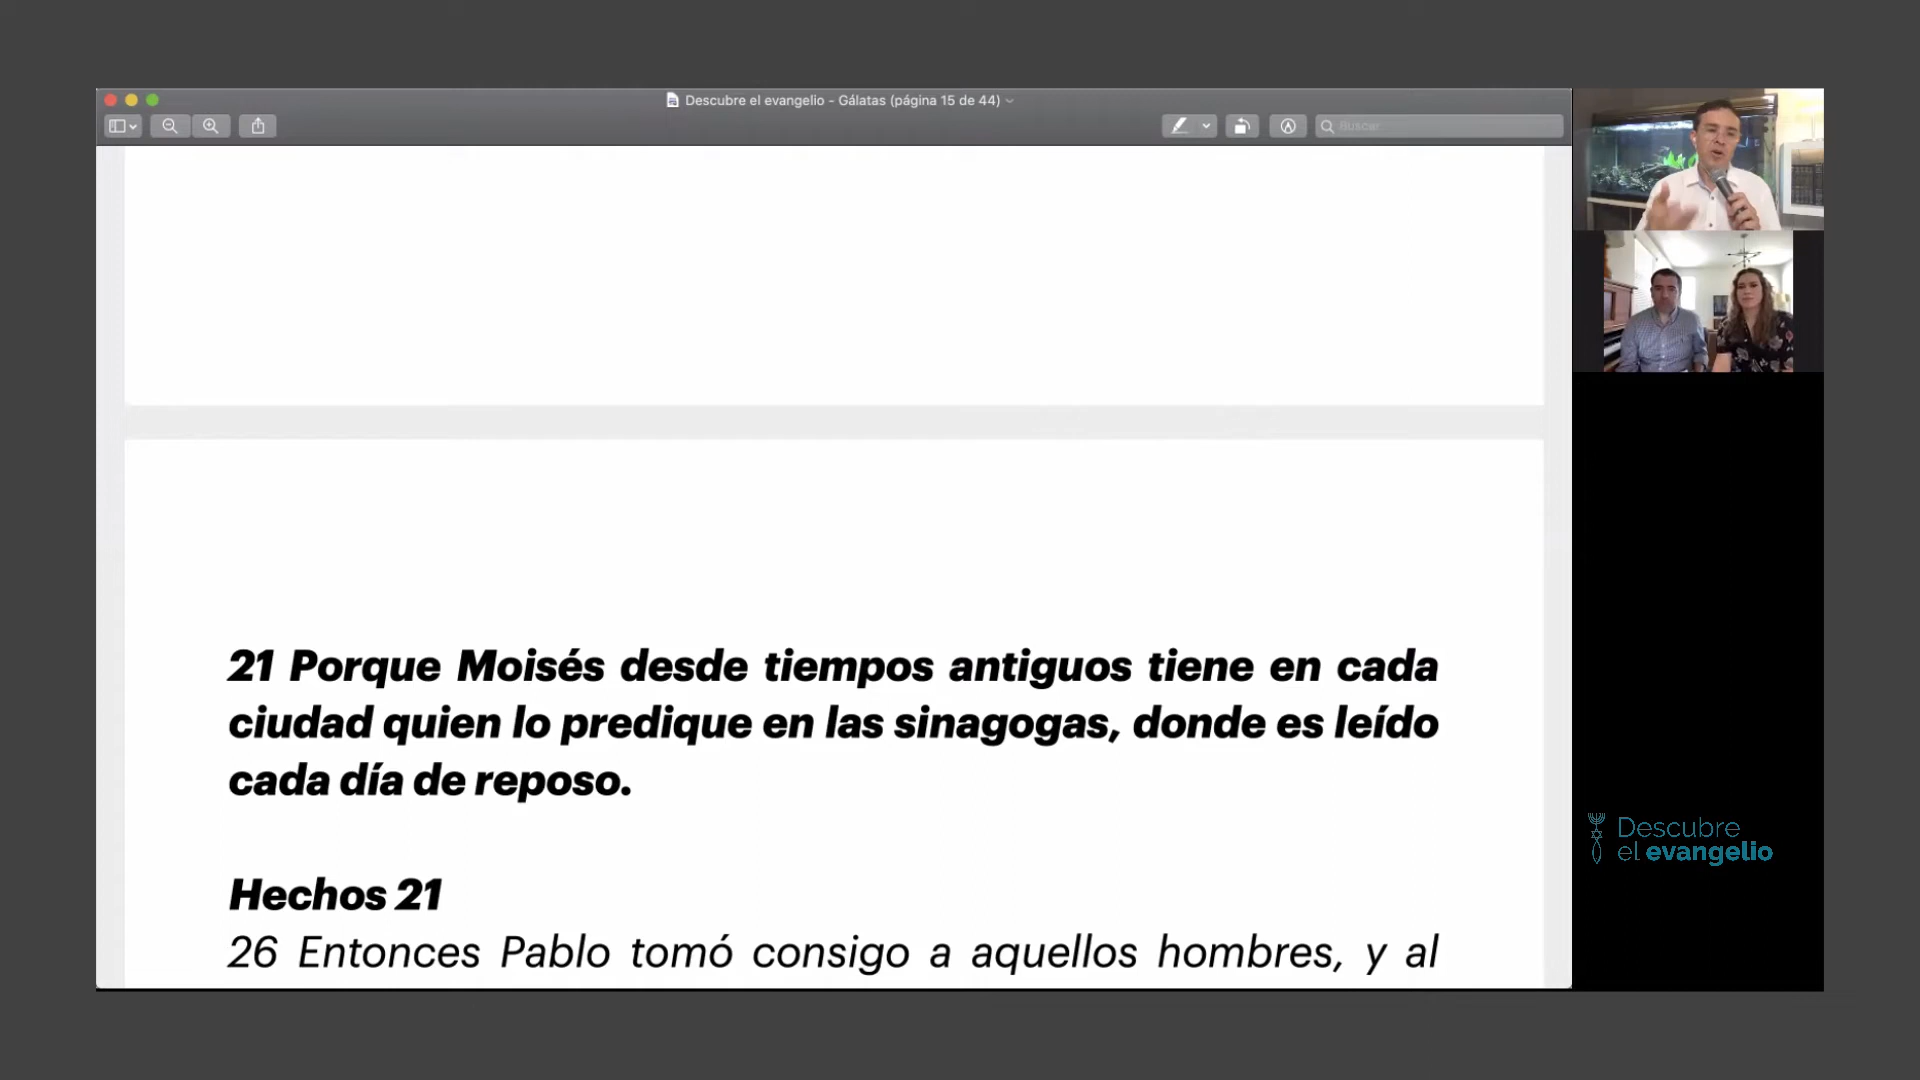 Descubre el evangelio - Gálatas (página 15 de 44)
Buscar
21 Porque Moisés desde tiempos antiguos tiene en cada
ciudad quien lo predique en las sinagogas, donde es leído
cada día de reposo.
Hechos 21
26 Entonces Pablo tomó consigo a aquellos hombres, y al
Descubre
el evangelio